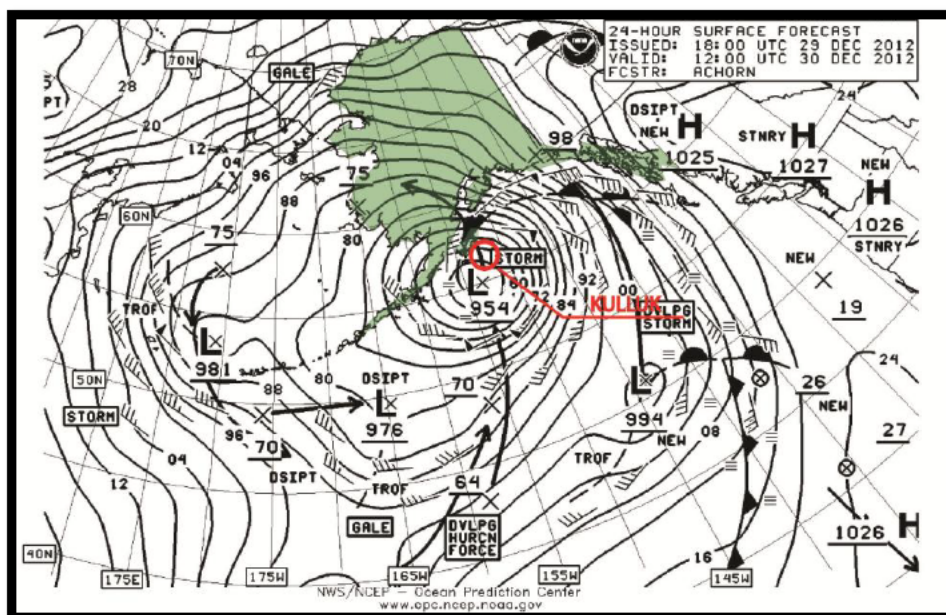 24-HOUR SURFACE FORECAST
ISSUED: 18:00 UTC 29 DEC 2012
VALID: 12:00 UTC 30 DEC 2012
FCSTR: ACHORN
70N
GALE
28
20
12
04
96
88
75
98
DSIPT
NEW
H
1025
STNRY
H
1027
24
NEW
H
1026
STNRY
60N
75
80
STORM
L
954
92
84
00
KULLUK
DVLPG
STORM
NEW
19
TROF
L
981
50N
STORM
88
80
DSIPT
L
976
70
L
994
NEW
08
26
NEW
24
27
96
70
DSIPT
04
12
TROF
GALE
64
DVLPG
HURCN
FORCE
TROF
16
1026
H
40N
175E
175W
165W
155W
145W
NWS/NCEP – Ocean Prediction Center
www.opc.ncep.noaa.gov